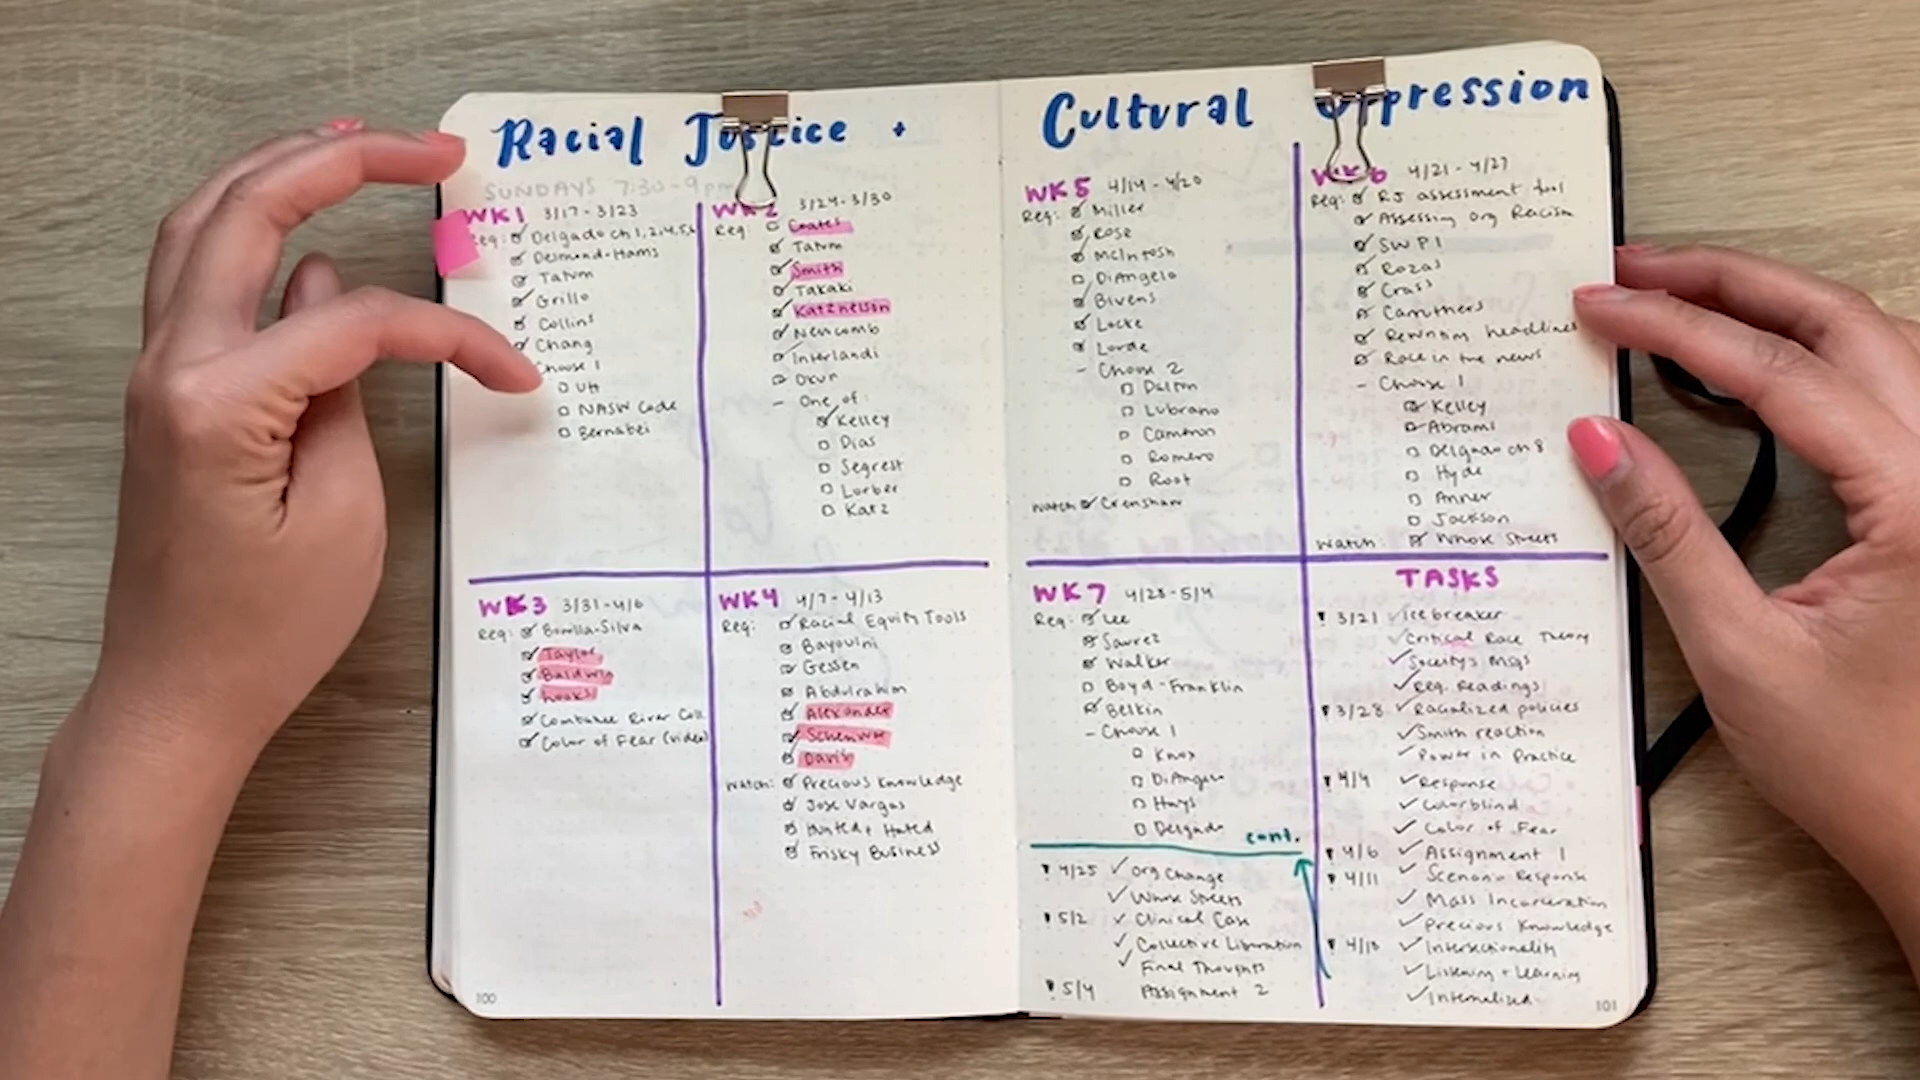 Racial Justice +
SUNDAYS 7:30-9pm
WK1 3/17-3/23
Req: Delgado ch 1,2,4,5,6
Desmond-Harris
Tatum
Grillo
Collins
Chang
Choose 1
Utt
NASW Code
Bernabei
WK2 3/24-3/30
Req: Coates
Tatum
Smith
Takaki
Katznelson
Newcomb
Interlandi
Okun
- One of:
Kelley
Dias
Segrest
Lorber
Katz
WK3 3/31-4/6
Req: Bonilla-Silva
Taylor
Baldwin
hooks
Combahee River Coll.
Color of Fear (video)
WK4 4/7-4/13
Req: Racial Equity Tools
Bayoumi
Gessen
Abdulrahim
Alexander
Schenwar
Davis
Watch: Precious Knowledge
Jose Vargas
Hunted + Hated
Frisky Business
100
Cultural Oppression
WK5 4/14-4/20
Req: Miller
Rose
McIntosh
DiAngelo
Bivens
Locke
Lorde
- Choose 2
Dalton
Lubrano
Cameron
Romero
Root
Watch Crenshaw
WK6 4/21-4/27
Req: RJ assessment tool
Assessing Org Racism
SWP1
Rozas
Crass
Carruthers
Rewriting headlines
Race in the news
- Choose 1
Kelley
Abrams
Delgado ch 8
Hyde
Anner
Jackson
Watch: Whose Streets
WK7 4/28-5/4
Req: Lee
Suarez
Walker
Boyd-Franklin
Belkin
- Choose 1
Knox
DiAngelo
Hays
Delgado
cont.
4/25 Org Change
Whose Streets
5/2 Clinical Case
Collective Liberation
Final Thoughts
5/4 Assignment 2
TASKS
3/21 Icebreaker
Critical Race Theory
Society's Msgs
Req. Readings
3/28 Racialized policies
Smith reaction
Power in Practice
4/4 Response
Colorblind
Color of Fear
4/6 Assignment 1
4/11 Scenario Response
Mass Incarceration
Precious Knowledge
4/18 Intersectionality
Listening + Learning
Internalized
101